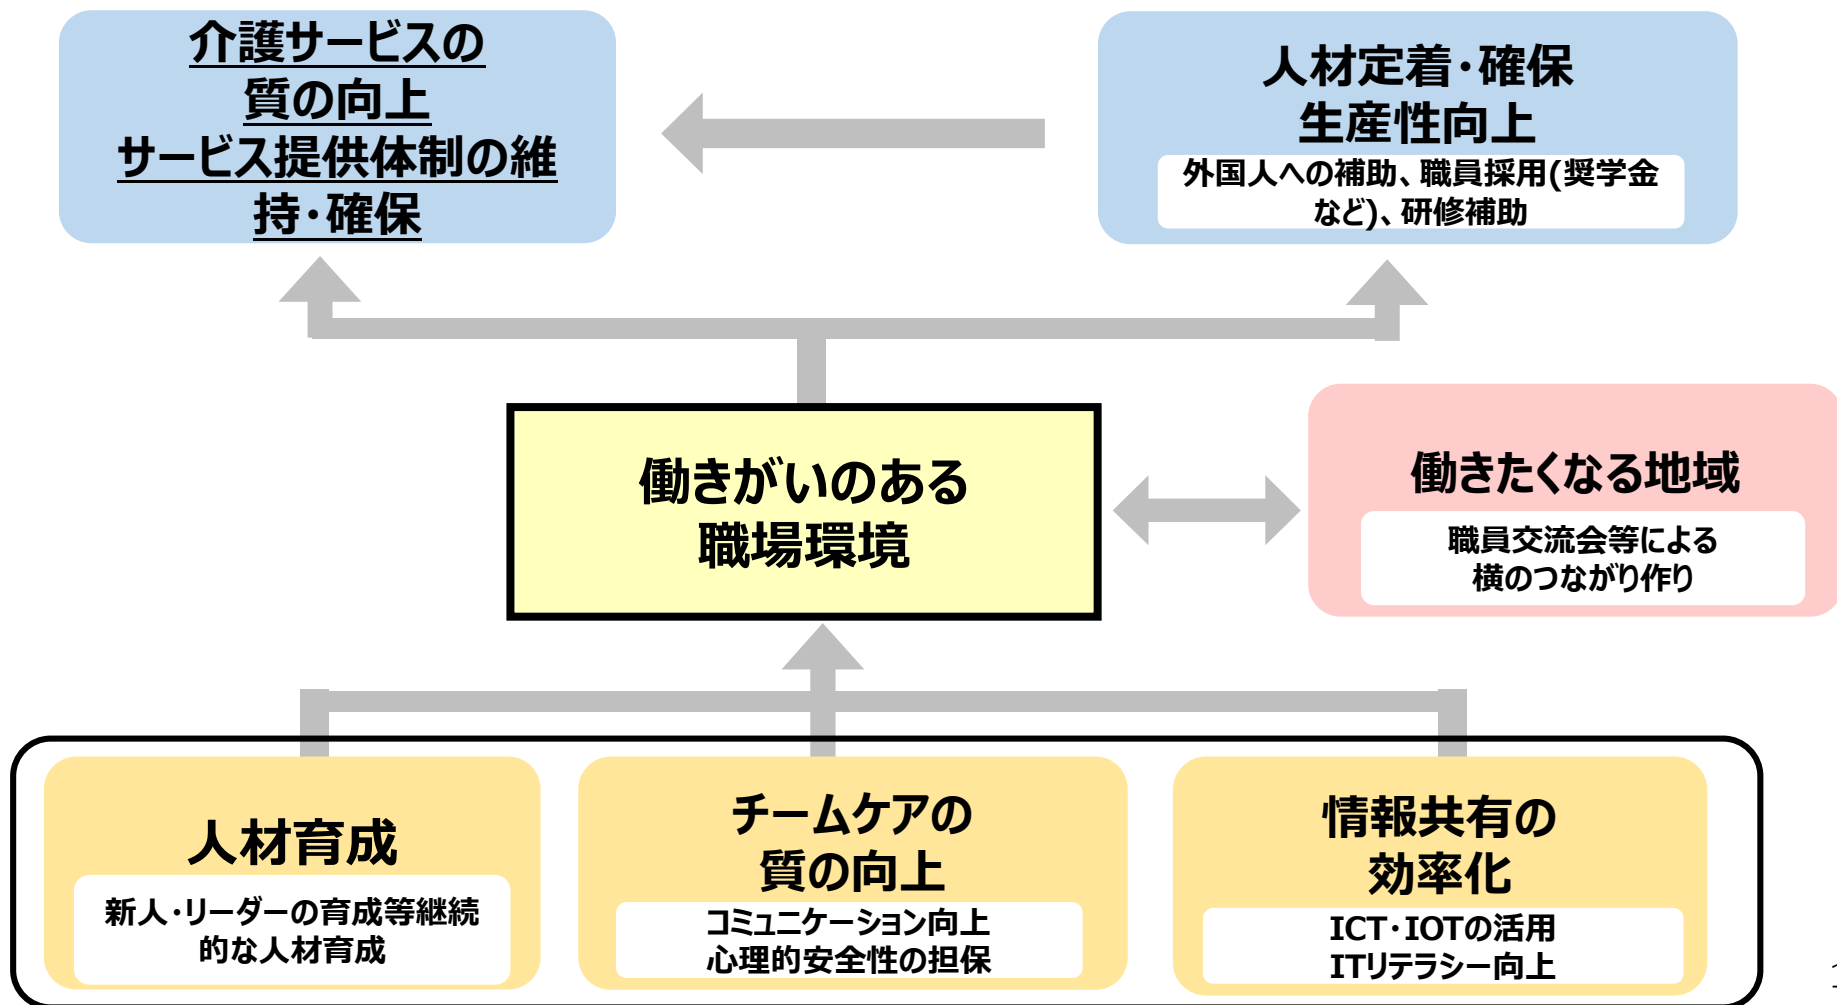 介護サービスの
質の向上
サービス提供体制の維
持・確保
人材定着・確保
生産性向上
外国人への補助、職員採用(奨学金
など)、研修補助
働きがいのある
職場環境
働きたくなる地域
職員交流会等による
横のつながり作り
人材育成
新人・リーダーの育成等継続
的な人材育成
チームケアの
質の向上
コミュニケーション向上
心理的安全性の担保
情報共有の
効率化
ICT・IOTの活用
ITリテラシー向上